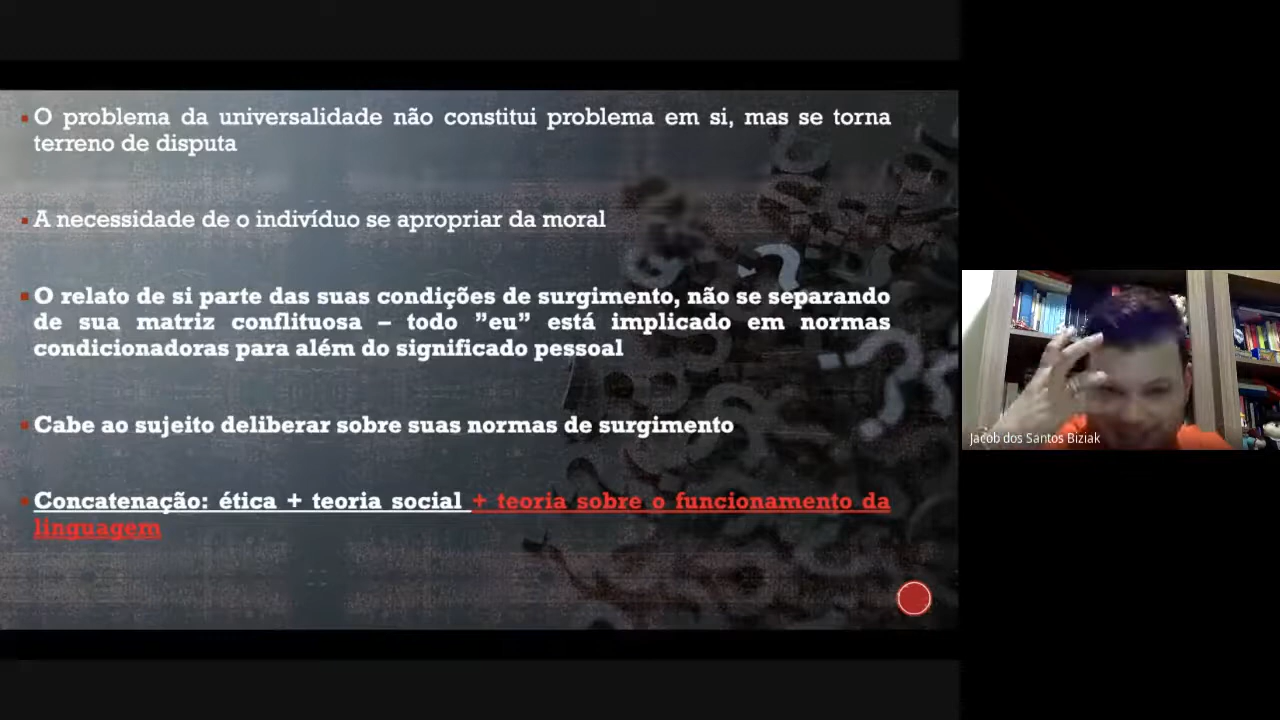 O problema da universalidade não constitui problema em si, mas se torna
terreno de disputa
A necessidade de o indivíduo se apropriar da moral
O relato de si parte das suas condições de surgimento, não se separando
de sua matriz conflituosa – todo ”eu” está implicado em normas
condicionadoras para além do significado pessoal
Cabe ao sujeito deliberar sobre suas normas de surgimento
Concatenação: ética + teoria social + teoria sobre o funcionamento da
linguagem
Jacob dos Santos Biziak